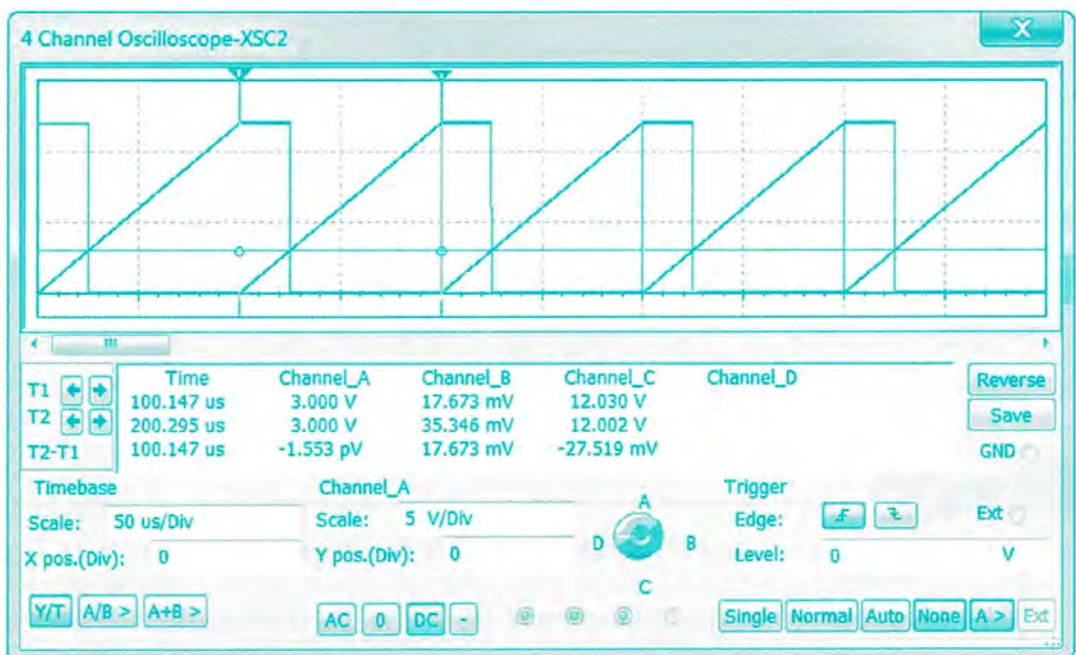 4 Channel Oscilloscope-XSC2
X
Time Channel_A Channel_B Channel_C Channel_D
T1 100.147 us 3.000 V 17.673 mV 12.030 V
T2 200.295 us 3.000 V 35.346 mV 12.002 V
T2-T1 100.147 us -1.553 pV 17.673 mV -27.519 mV
Reverse
Save
GND
Timebase Channel_A Trigger
Scale: 50 us/Div Scale: 5 V/Div Edge: Ext
X pos.(Div): 0 Y pos.(Div): 0 Level: 0 V
A
D B
C
Y/T A/B > A+B > AC 0 DC - Single Normal Auto None A > Ext